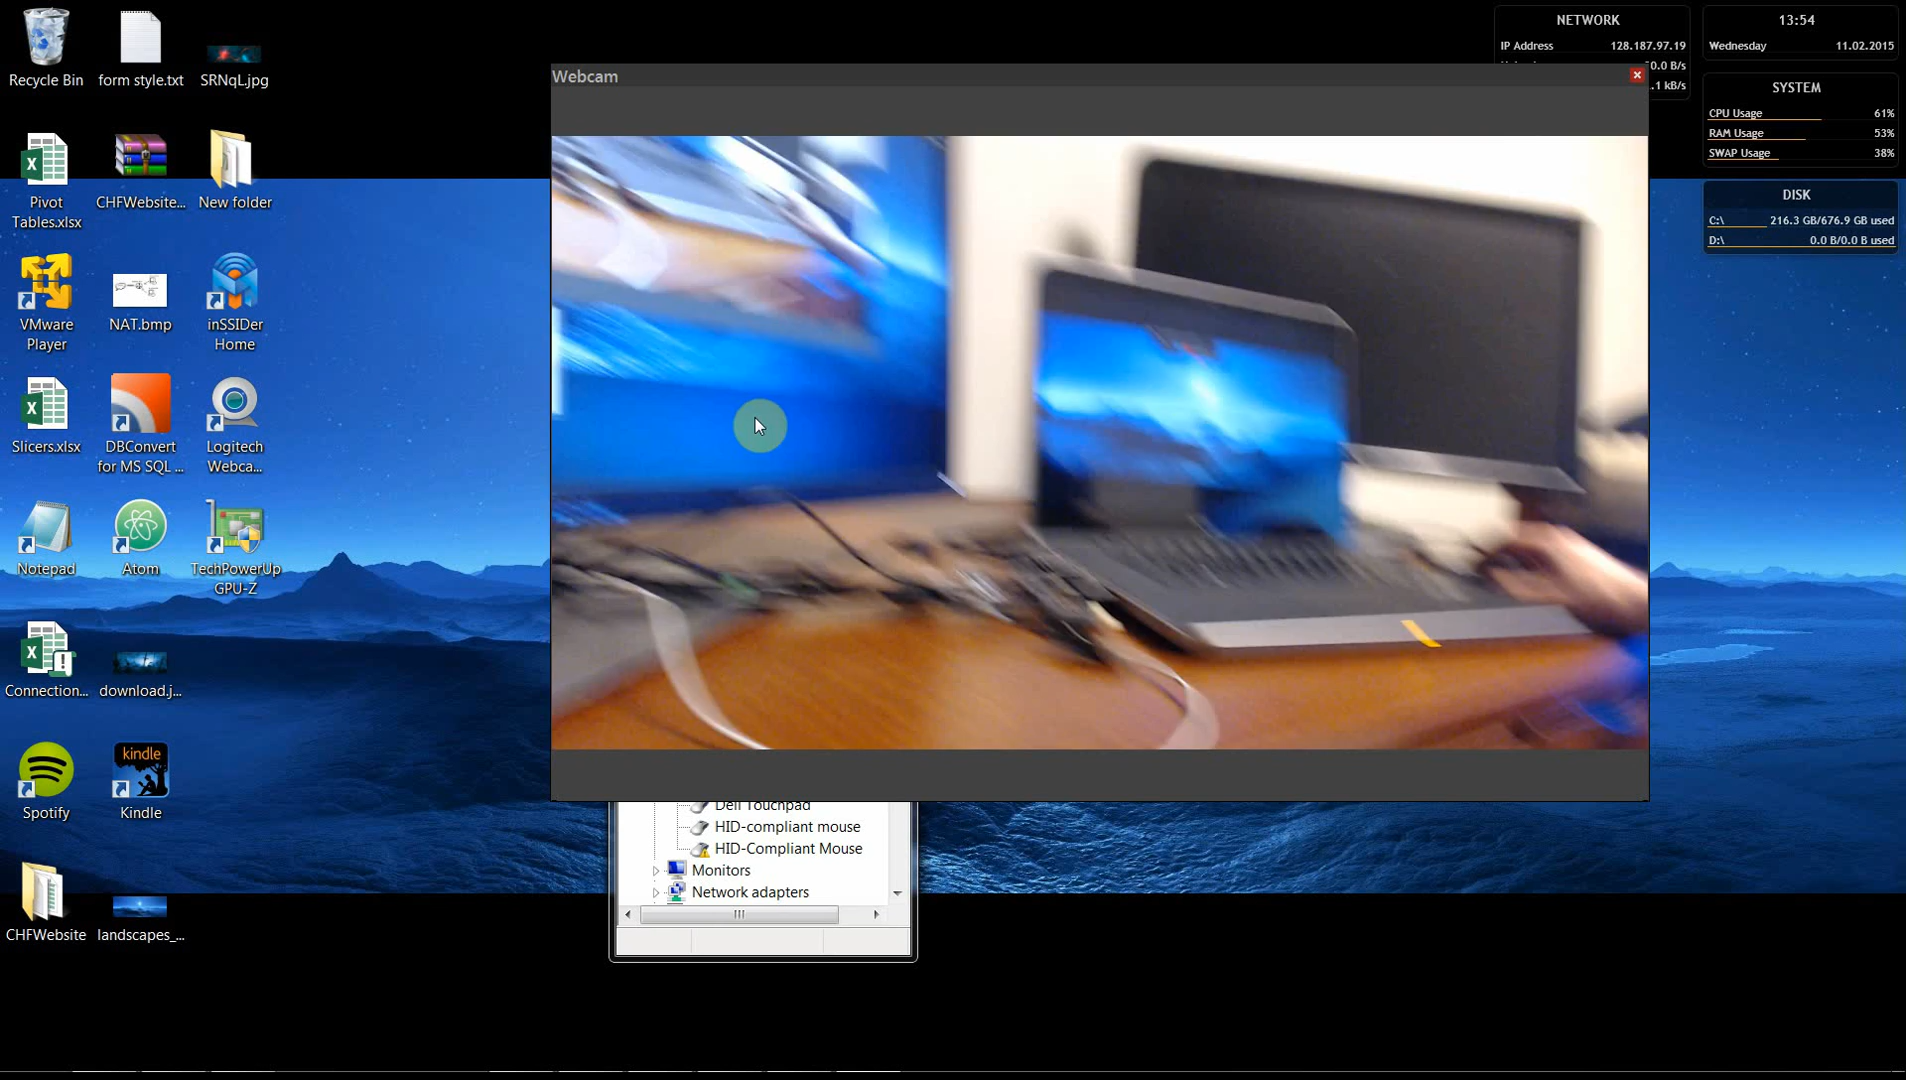 Recycle Bin
form style.txt
SRNqL.jpg
Pivot
Tables.xlsx
CHFWebsite...
New folder
VMware
Player
NAT.bmp
inSSIDer
Home
Slicers.xlsx
DBConvert
for MS SQL ...
Logitech
Webca...
Notepad
Atom
TechPowerUp
GPU-Z
Connection...
download.j...
Spotify
kindle
Kindle
CHFWebsite
landscapes_...
Webcam
Dell Touchpad
HID-compliant mouse
HID-Compliant Mouse
Monitors
Network adapters
NETWORK
IP Address 128.187.97.19
0.0 B/s
.1 kB/s
13:54
Wednesday 11.02.2015
SYSTEM
CPU Usage 61%
RAM Usage 53%
SWAP Usage 38%
DISK
C:\ 216.3 GB/676.9 GB used
D:\ 0.0 B/0.0 B used